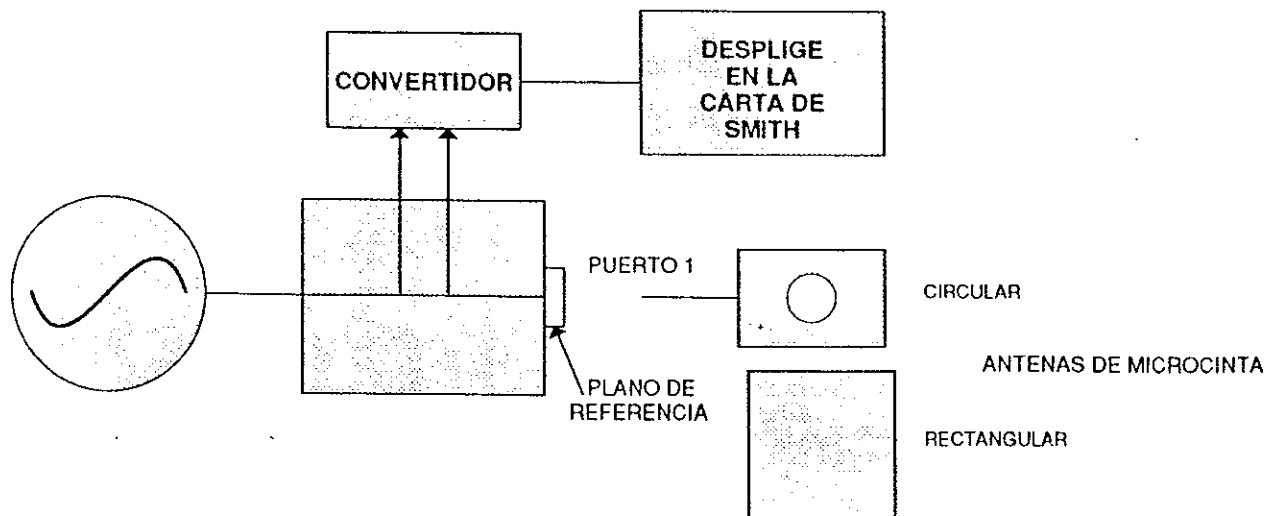 CONVERTIDOR
DESPLIGE
EN LA
CARTA DE
SMITH
PUERTO 1
PLANO DE
REFERENCIA
CIRCULAR
ANTENAS DE MICROCINTA
RECTANGULAR